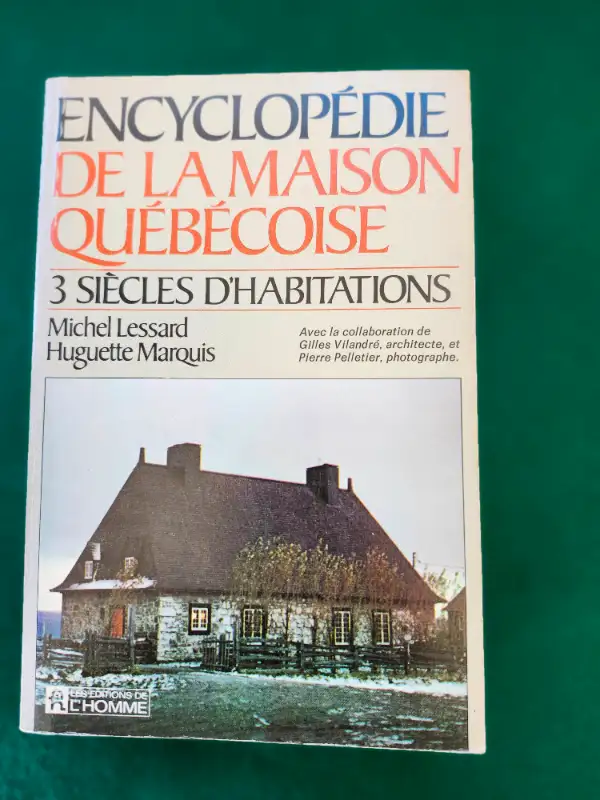 ENCYCLOPÉDIE
DE LA MAISON
QUÉBÉCOISE
3 SIÈCLES D'HABITATIONS
Michel Lessard
Huguette Marquis
Avec la collaboration de
Gilles Vilandré, architecte, et
Pierre Pelletier, photographe.
LES ÉDITIONS DE
L'HOMME